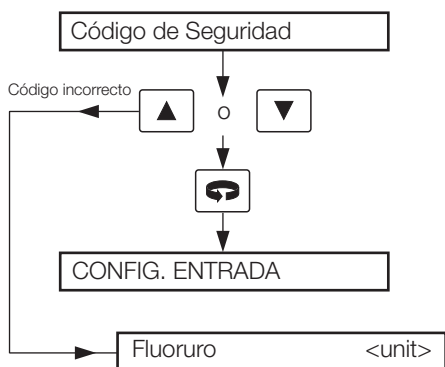 Código de Seguridad
Código incorrecto
o
CONFIG. ENTRADA
Fluoruro <unit>